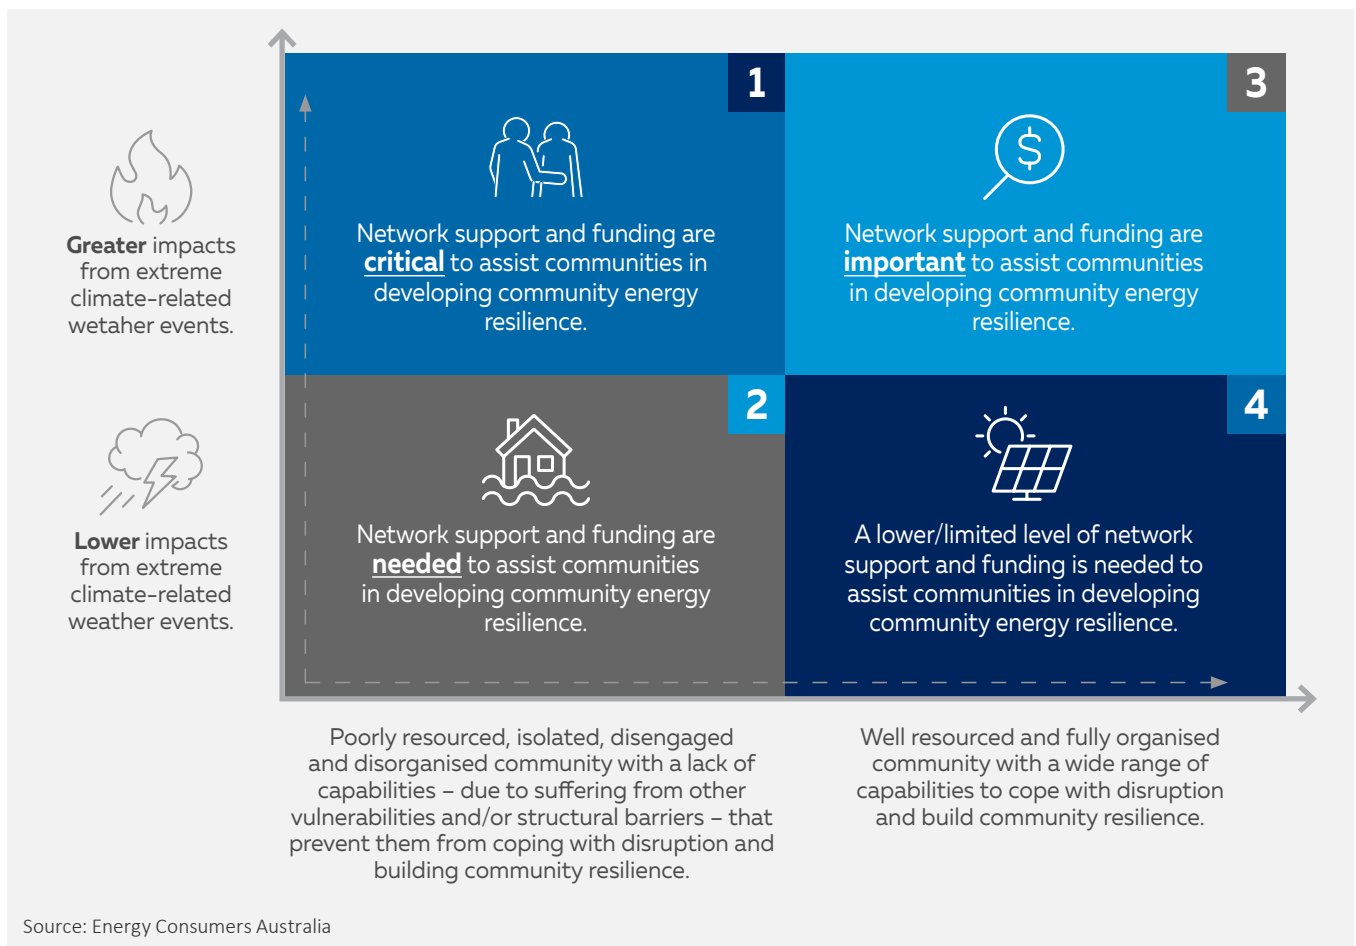 Greater impacts
from extreme
climate-related
wetaher events.
1
Network support and funding are
critical to assist communities in
developing community energy
resilience.
3
Network support and funding are
important to assist communities
in developing community energy
resilience.
Lower impacts
from extreme
climate-related
weather events.
2
Network support and funding are
needed to assist communities
in developing community energy
resilience.
4
A lower/limited level of network
support and funding is needed to
assist communities in developing
community energy resilience.
Poorly resourced, isolated, disengaged
and disorganised community with a lack of
capabilities – due to suffering from other
vulnerabilities and/or structural barriers – that
prevent them from coping with disruption and
building community resilience.
Well resourced and fully organised
community with a wide range of
capabilities to cope with disruption
and build community resilience.
Source: Energy Consumers Australia